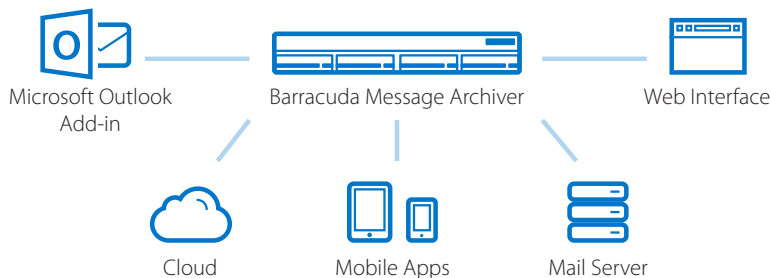 Microsoft Outlook
Add-in
Barracuda Message Archiver
Web Interface
Cloud
Mobile Apps
Mail Server